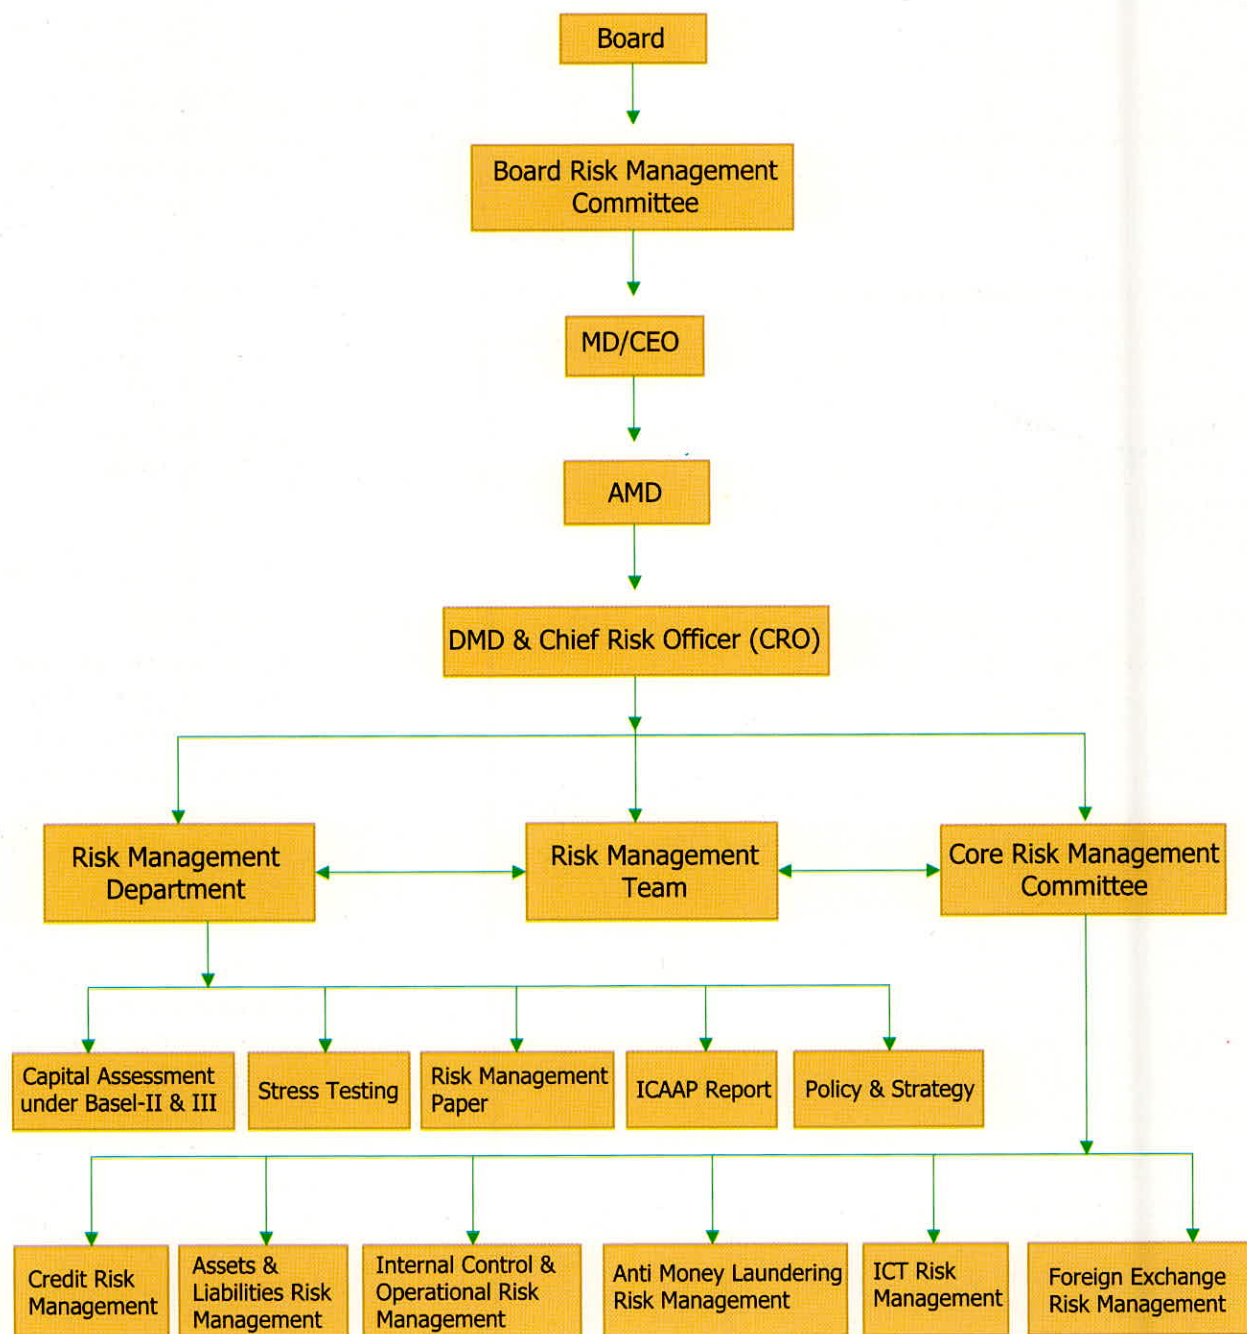 Board
Board Risk Management
Committee
MD/CEO
AMD
DMD & Chief Risk Officer (CRO)
Risk Management
Department
Risk Management
Team
Core Risk Management
Committee
Capital Assessment
under Basel-II & III
Stress Testing
Risk Management
Paper
ICAAP Report
Policy & Strategy
Credit Risk
Management
Assets &
Liabilities Risk
Management
Internal Control &
Operational Risk
Management
Anti Money Laundering
Risk Management
ICT Risk
Management
Foreign Exchange
Risk Management